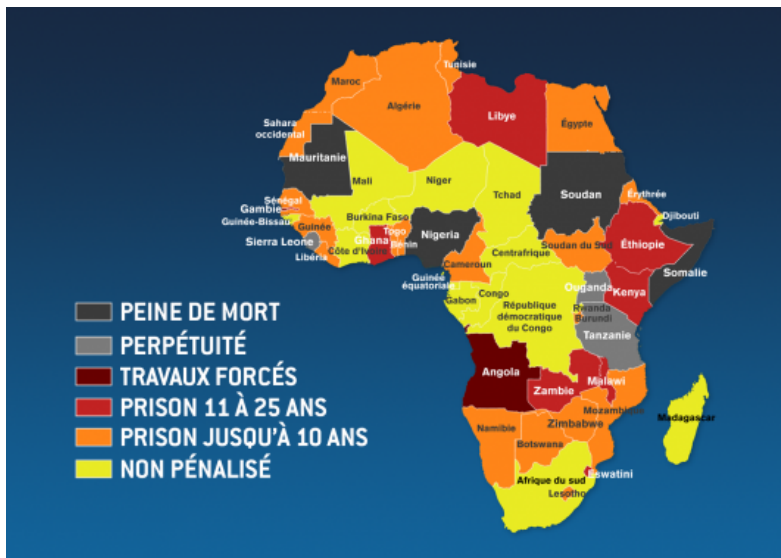 Tunisie
Maroc
Algérie
Libye
Égypte
Sahara
occidental
Mauritanie
Mali
Niger
Tchad
Soudan
Érythrée
Sénégal
Gambie
Guinée-Bissau
Burkina Faso
Djibouti
Guinée
Nigeria
Togo
Ghana
Bénin
Sierra Leone
Côte d'Ivoire
Libéria
Soudan du Sud
Éthiopie
Centrafrique
Cameroun
Somalie
Guinée
équatoriale
Ouganda
Kenya
Gabon
Congo
République
démocratique
du Congo
Rwanda
Burundi
Tanzanie
Angola
Malawi
Zambie
Mozambique
Madagascar
Zimbabwe
Namibie
Botswana
Eswatini
Afrique du sud
Lesotho
PEINE DE MORT
PERPÉTUITÉ
TRAVAUX FORCÉS
PRISON 11 À 25 ANS
PRISON JUSQU'À 10 ANS
NON PÉNALISÉ